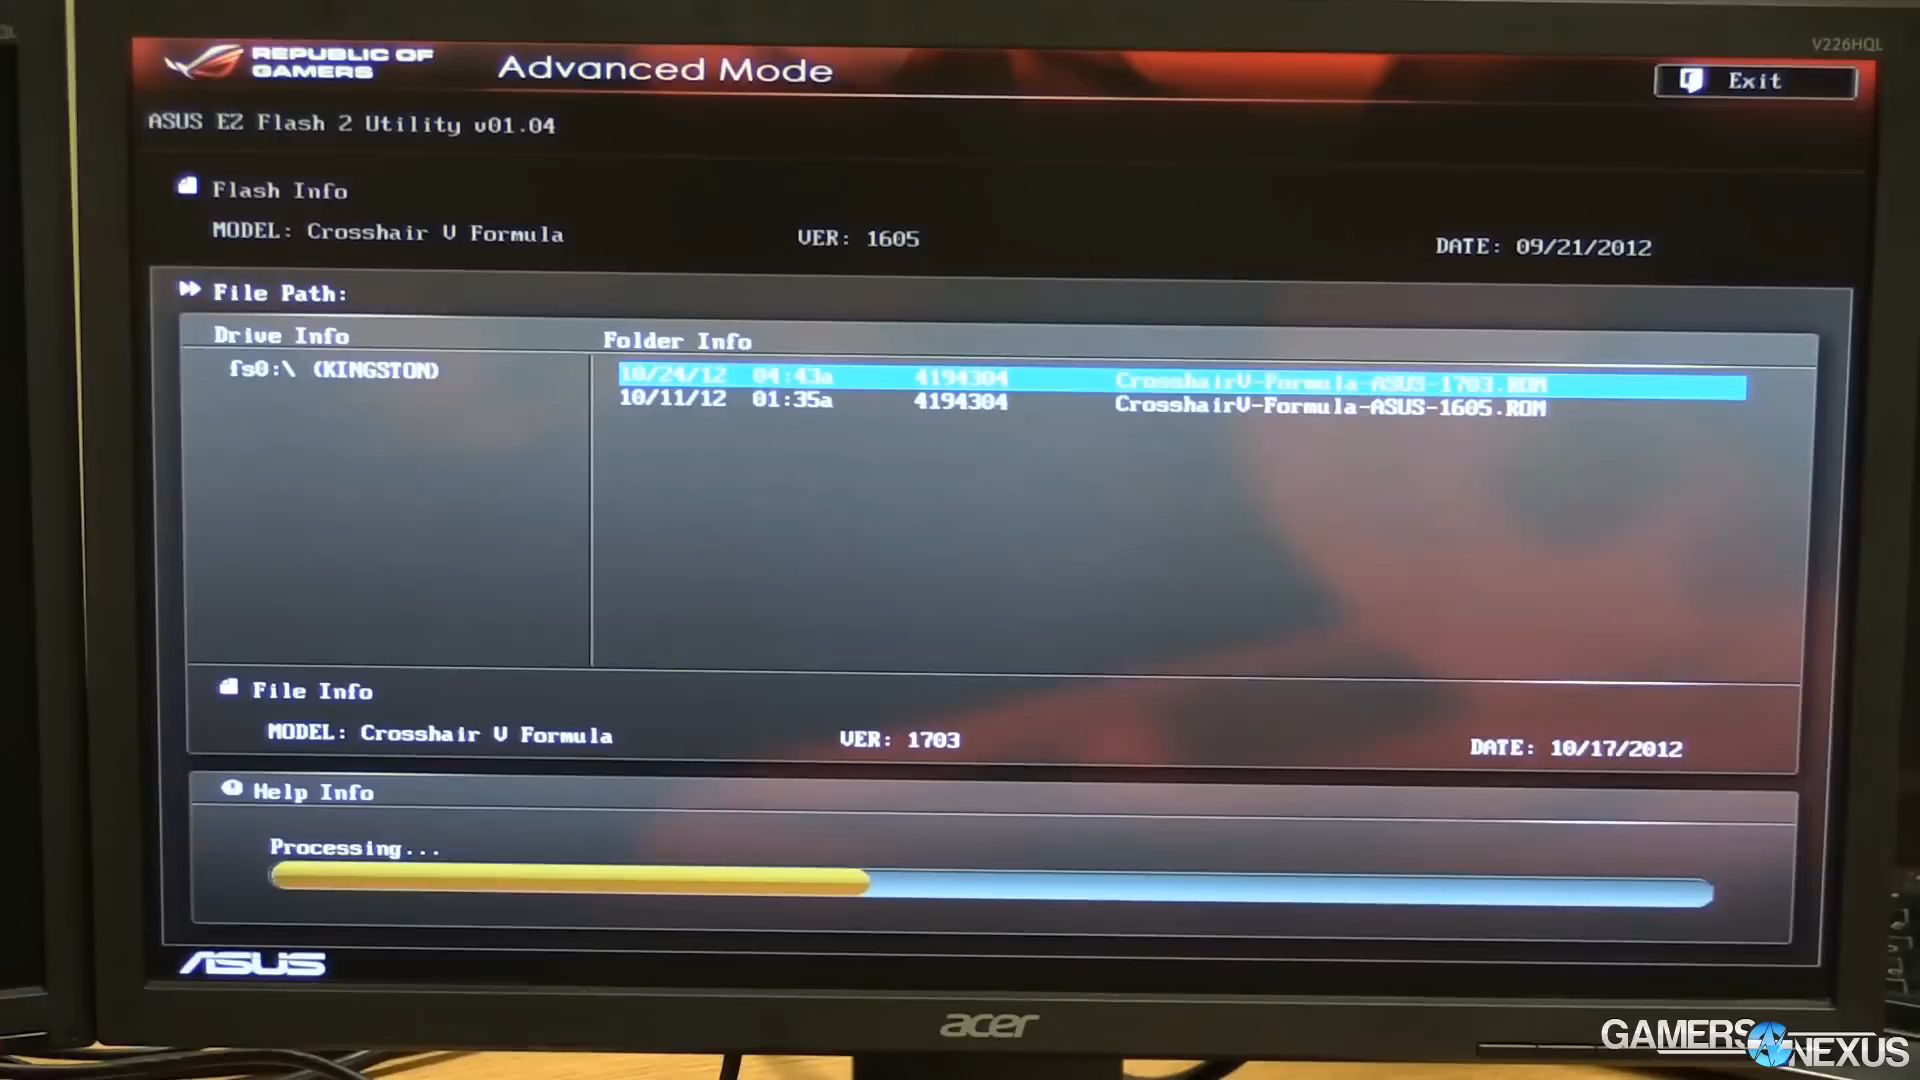 V226HQL
REPUBLIC OF
GAMERS
Advanced Mode
Exit
ASUS EZ Flash 2 Utility v01.04
Flash Info
MODEL: Crosshair V Formula VER: 1605 DATE: 09/21/2012
File Path:
Drive Info Folder Info
fs0:\ (KINGSTON)
10/24/12 04:43a 4194304 CrosshairV-Formula-ASUS-1703.ROM
10/11/12 01:35a 4194304 CrosshairV-Formula-ASUS-1605.ROM
File Info
MODEL: Crosshair V Formula VER: 1703 DATE: 10/17/2012
Help Info
Processing...
ASUS
acer
GAMERS
NEXUS